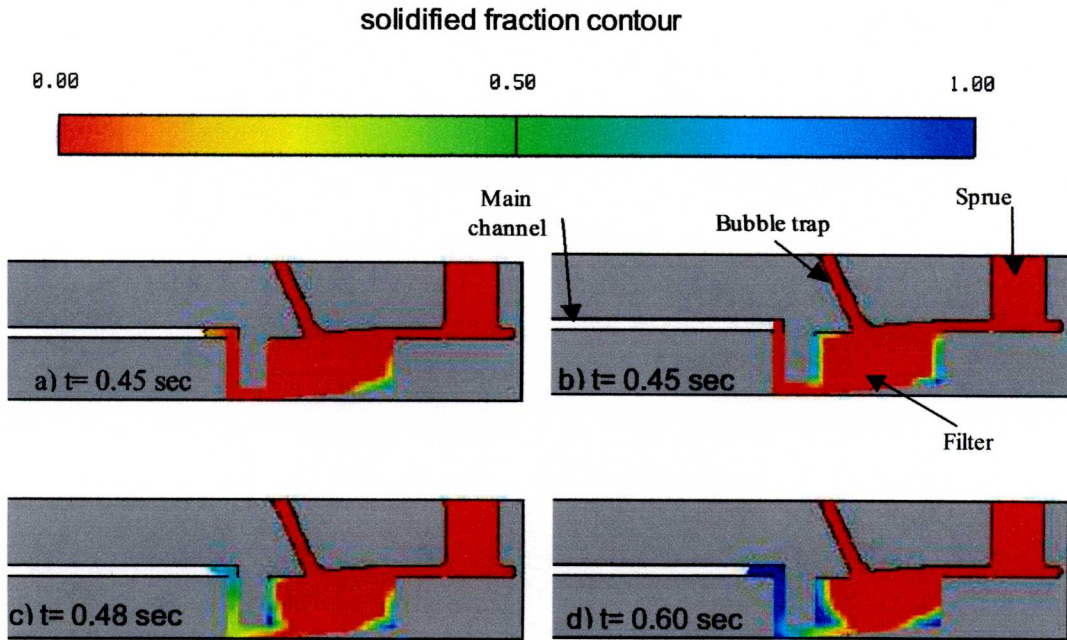 solidified fraction contour
0.00 0.50 1.00
Main
channel
Bubble trap
Sprue
a) t= 0.45 sec
b) t= 0.45 sec
Filter
c) t= 0.48 sec
d) t= 0.60 sec